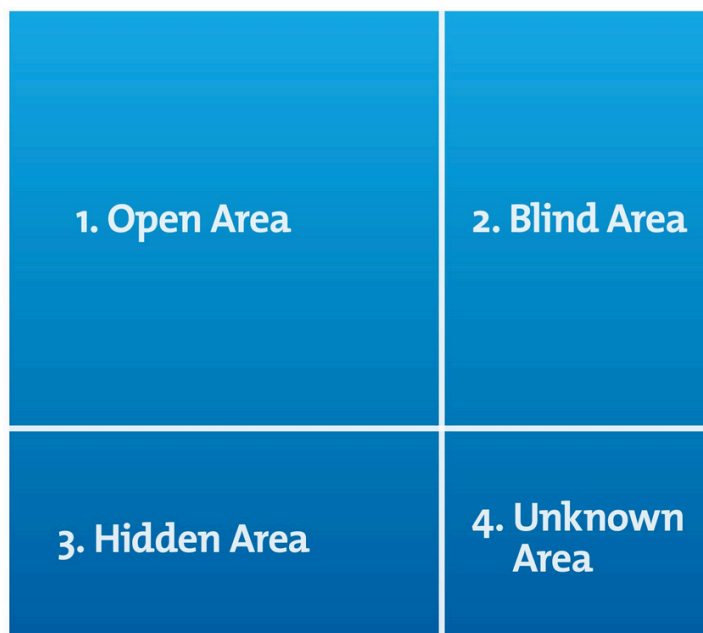 1. Open Area
2. Blind Area
3. Hidden Area
4. Unknown
Area